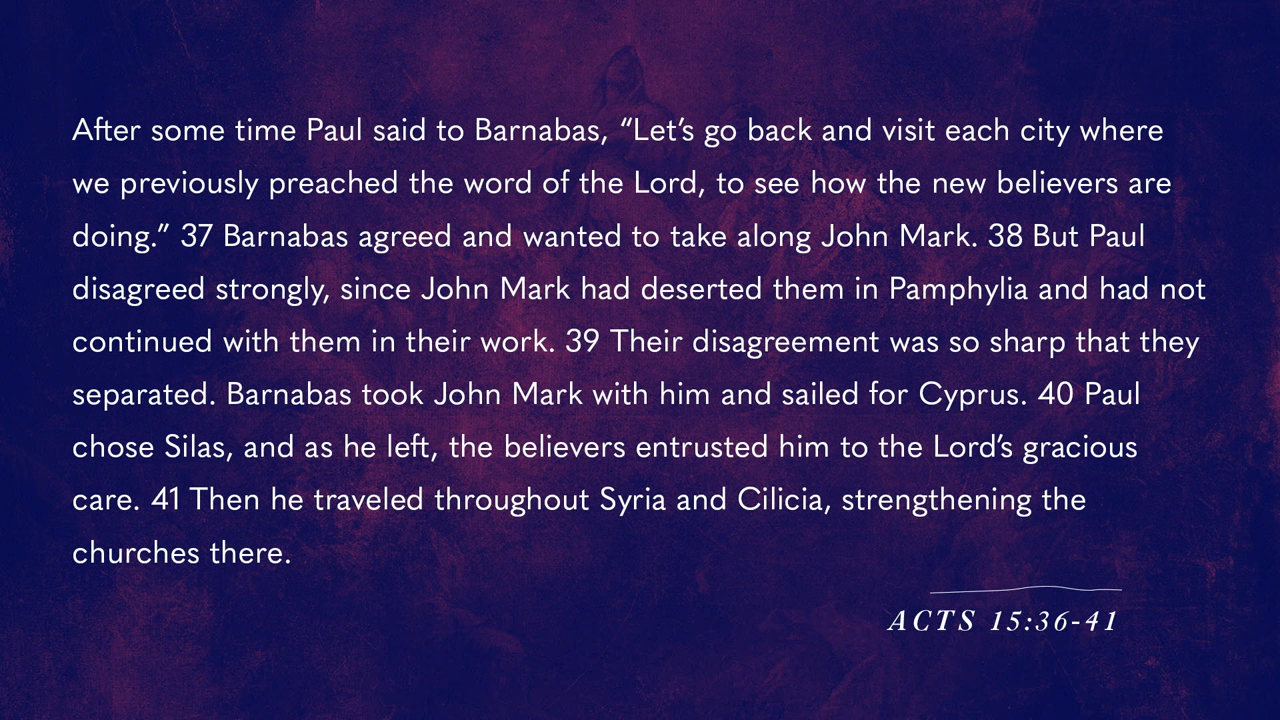 After some time Paul said to Barnabas, “Let’s go back and visit each city where
we previously preached the word of the Lord, to see how the new believers are
doing.” 37 Barnabas agreed and wanted to take along John Mark. 38 But Paul
disagreed strongly, since John Mark had deserted them in Pamphylia and had not
continued with them in their work. 39 Their disagreement was so sharp that they
separated. Barnabas took John Mark with him and sailed for Cyprus. 40 Paul
chose Silas, and as he left, the believers entrusted him to the Lord’s gracious
care. 41 Then he traveled throughout Syria and Cilicia, strengthening the
churches there.
ACTS 15:36-41